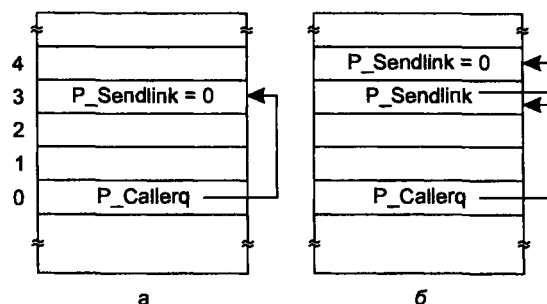 4
3
2
1
0
P_Sendlink = 0
P_Callerq
а
P_Sendlink = 0
P_Sendlink
P_Callerq
б